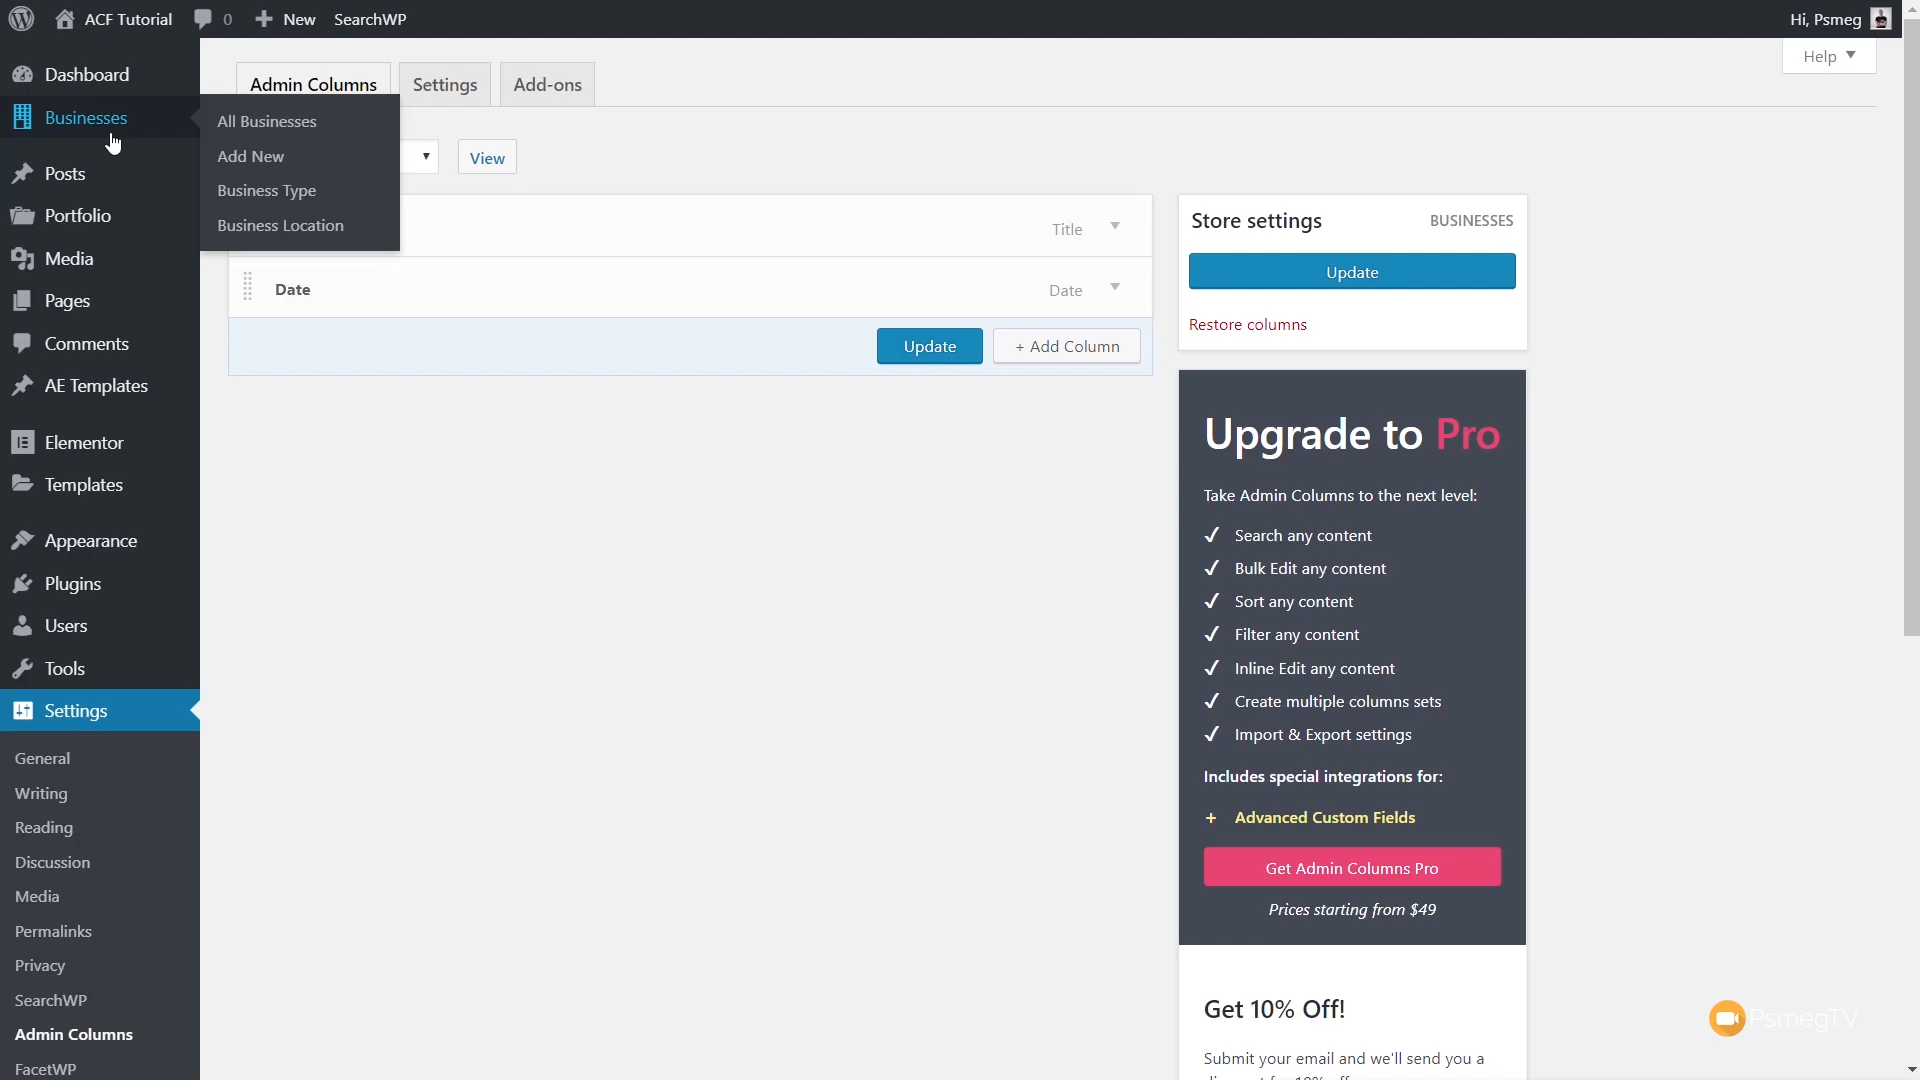 ACF Tutorial 0 New SearchWP Hi, Psmeg
Help
Dashboard
Businesses
Posts
Portfolio
Media
Pages
Comments
AE Templates
Elementor
Templates
Appearance
Plugins
Users
Tools
Settings
General
Writing
Reading
Discussion
Media
Permalinks
Privacy
SearchWP
Admin Columns
FacetWP
All Businesses
Add New
Business Type
Business Location
Admin Columns Settings Add-ons
View
Title
Date Date
Update + Add Column
Store settings BUSINESSES
Update
Restore columns
Upgrade to Pro
Take Admin Columns to the next level:
Search any content
Bulk Edit any content
Sort any content
Filter any content
Inline Edit any content
Create multiple columns sets
Import & Export settings
Includes special integrations for:
+ Advanced Custom Fields
Get Admin Columns Pro
Prices starting from $49
Get 10% Off!
Submit your email and we'll send you a
PsmegTV